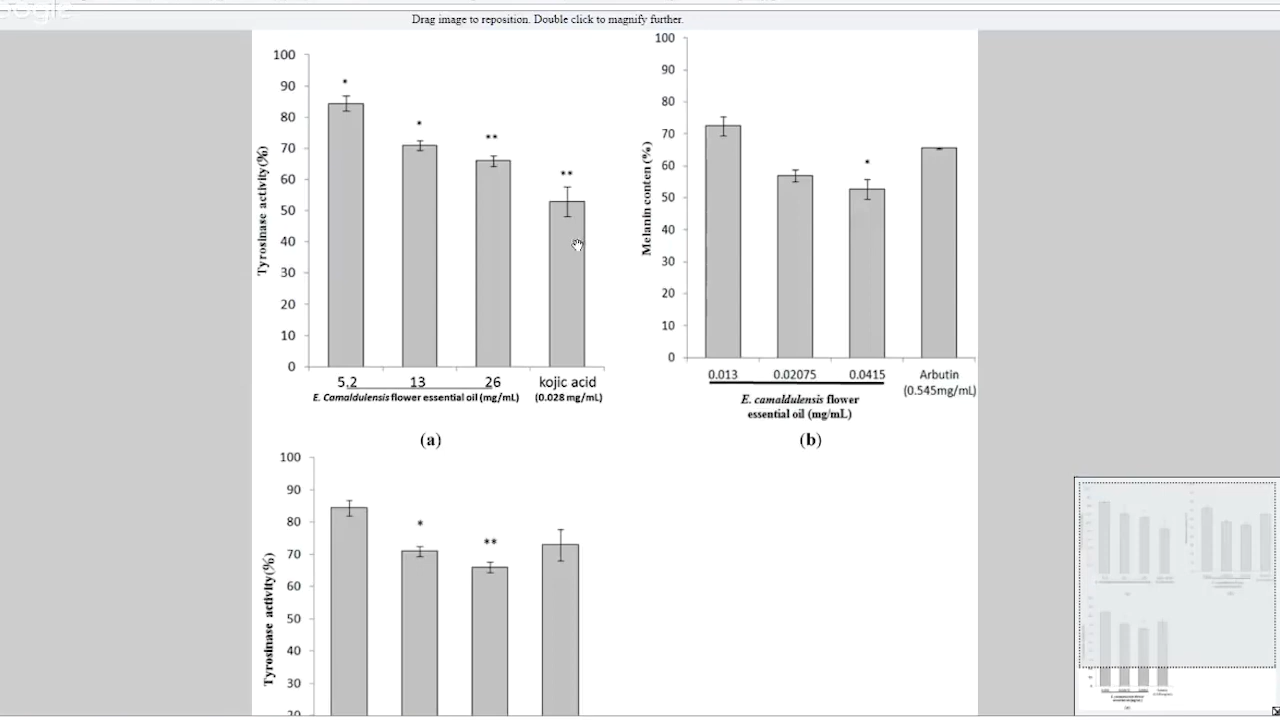 Google
Drag image to reposition. Double click to magnify further.
100
90
80
70
60
50
40
30
20
10
0
Tyrosinase activity(%)
*
*
**
**
5.2 13 26 kojic acid
E. Camaldulensis flower essential oil (mg/mL) (0.028 mg/mL)
(a)
100
90
80
70
60
50
40
30
20
10
0
Melanin conten (%)
*
0.013 0.02075 0.0415 Arbutin
(0.545mg/mL)
E. camaldulensis flower
essential oil (mg/mL)
(b)
100
90
80
70
60
50
40
30
20
Tyrosinase activity(%)
*
**